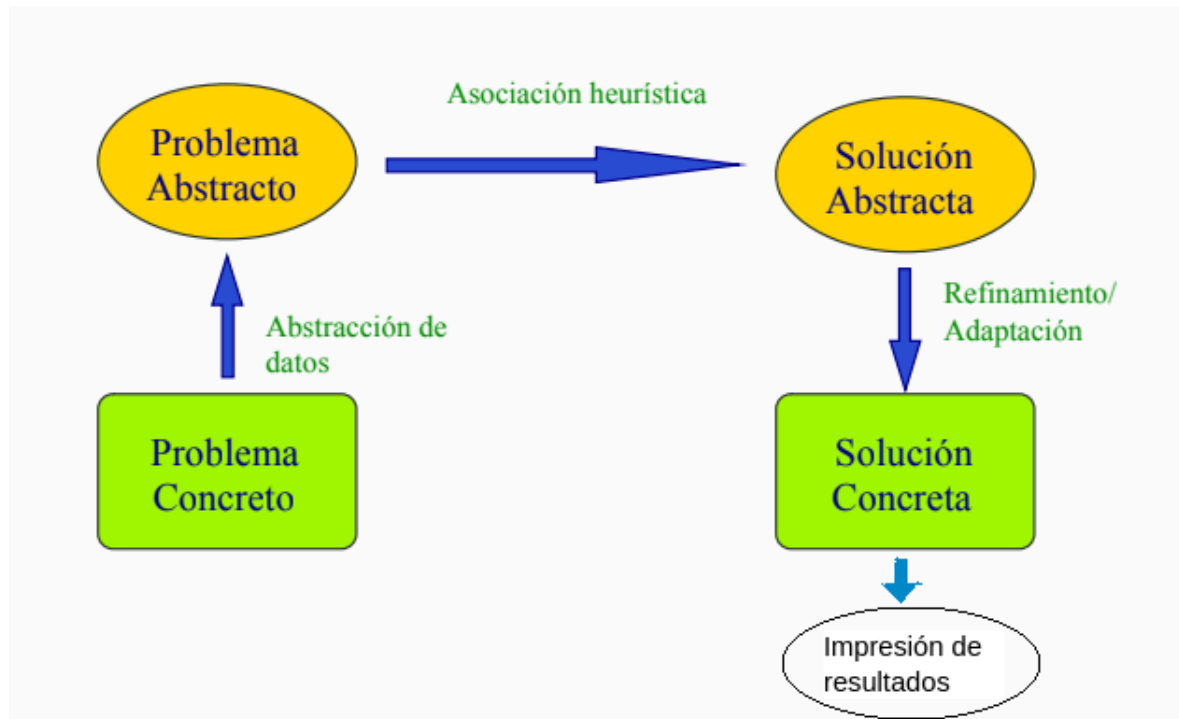 Asociación heurística
Problema
Abstracto
Solución
Abstracta
Abstracción de
datos
Refinamiento/
Adaptación
Problema
Concreto
Solución
Concreta
Impresión de
resultados